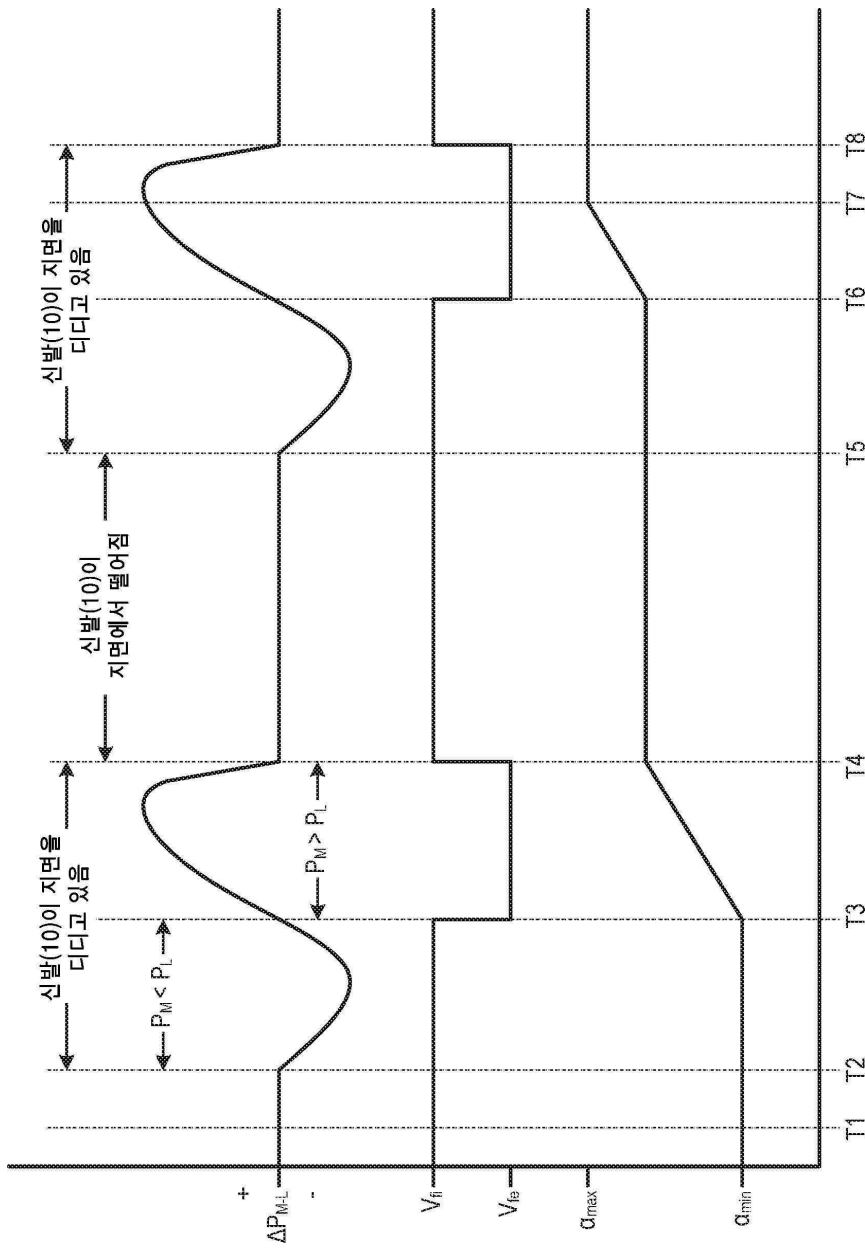 신발(10)이 지면을
디디고 있음
신발(10)이
지면에서 떨어짐
신발(10)이 지면을
디디고 있음
P_M < P_L
P_M > P_L
+
ΔP_M-L
-
V_fi
V_fe
α_max
α_min
T1
T2
T3
T4
T5
T6
T7
T8